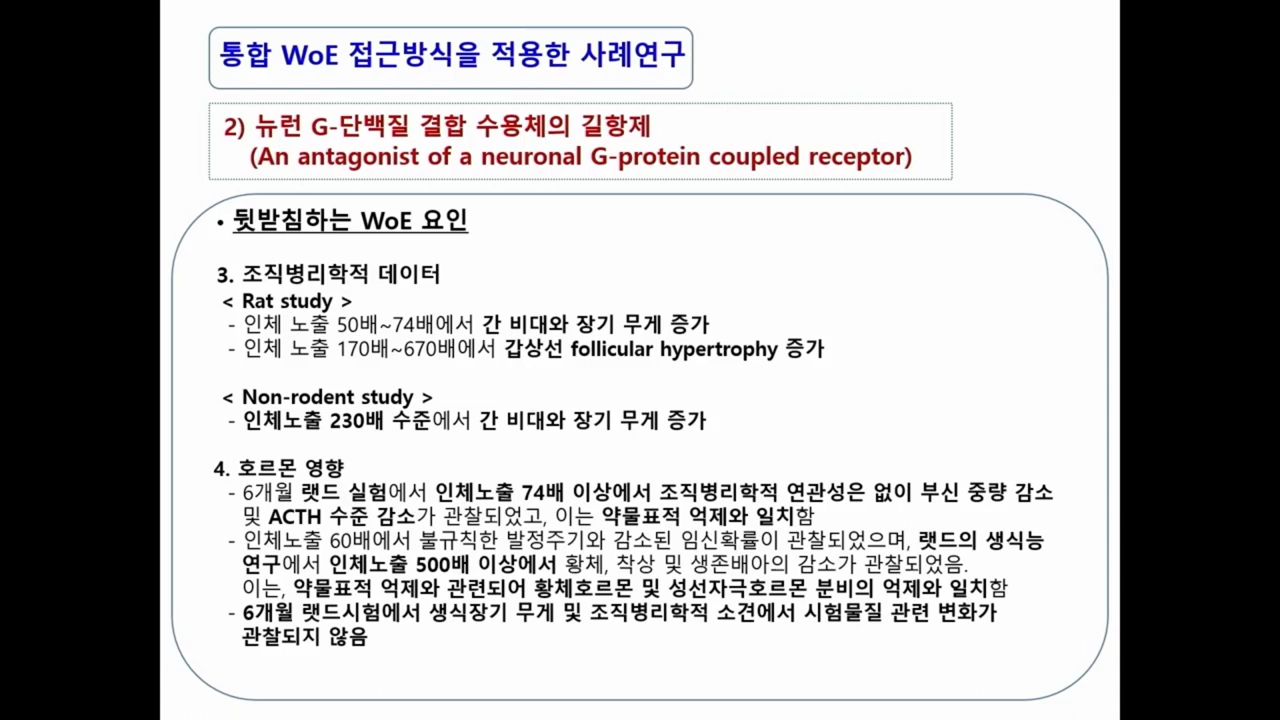 통합 WoE 접근방식을 적용한 사례연구
2) 뉴런 G-단백질 결합 수용체의 길항제
(An antagonist of a neuronal G-protein coupled receptor)
• 뒷받침하는 WoE 요인
3. 조직병리학적 데이터
< Rat study >
- 인체 노출 50배~74배에서 간 비대와 장기 무게 증가
- 인체 노출 170배~670배에서 갑상선 follicular hypertrophy 증가
< Non-rodent study >
- 인체노출 230배 수준에서 간 비대와 장기 무게 증가
4. 호르몬 영향
- 6개월 랫드 실험에서 인체노출 74배 이상에서 조직병리학적 연관성은 없이 부신 중량 감소
및 ACTH 수준 감소가 관찰되었고, 이는 약물표적 억제와 일치함
- 인체노출 60배에서 불규칙한 발정주기와 감소된 임신확률이 관찰되었으며, 랫드의 생식능
연구에서 인체노출 500배 이상에서 황체, 착상 및 생존배아의 감소가 관찰되었음.
이는, 약물표적 억제와 관련되어 황체호르몬 및 성선자극호르몬 분비의 억제와 일치함
- 6개월 랫드시험에서 생식장기 무게 및 조직병리학적 소견에서 시험물질 관련 변화가
관찰되지 않음